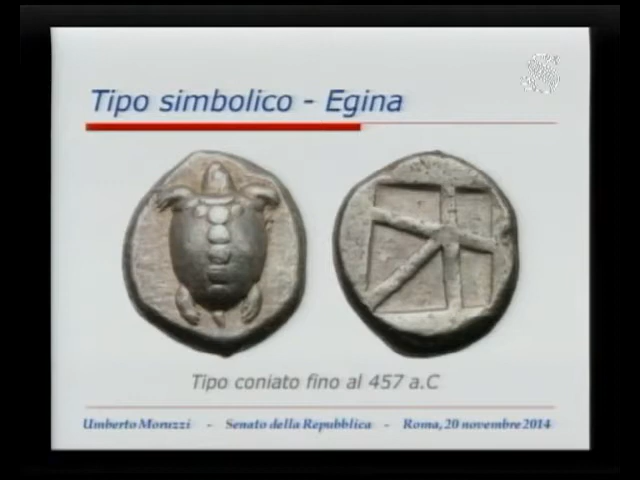 Tipo simbolico - Egina
Tipo coniato fino al 457 a.C
Umberto Moruzzi - Senato della Repubblica - Roma, 20 novembre 2014